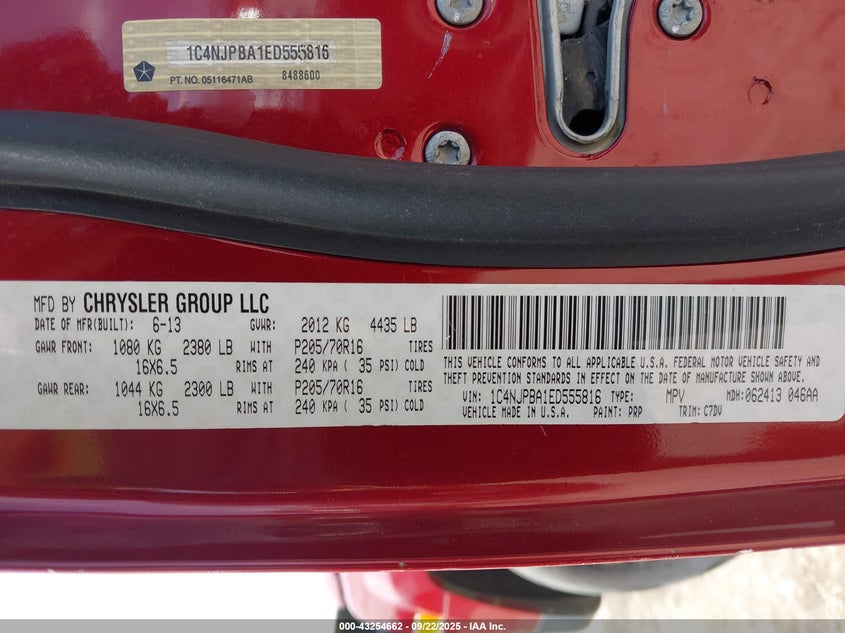 1C4NJPBA1ED555816
PT. NO. 05116471AB 8488600
MFD BY CHRYSLER GROUP LLC
DATE OF MFR(BUILT): 6-13 GVWR: 2012 KG 4435 LB
GAWR FRONT: 1080 KG 2380 LB WITH P205/70R16 TIRES
16X6.5 RIMS AT 240 KPA ( 35 PSI) COLD
GAWR REAR: 1044 KG 2300 LB WITH P205/70R16 TIRES
16X6.5 RIMS AT 240 KPA ( 35 PSI) COLD
THIS VEHICLE CONFORMS TO ALL APPLICABLE U.S.A. FEDERAL MOTOR VEHICLE SAFETY AND
THEFT PREVENTION STANDARDS IN EFFECT ON THE DATE OF MANUFACTURE SHOWN ABOVE.
VIN: 1C4NJPBA1ED555816 TYPE: MPV MDH:062413 046AA
VEHICLE MADE IN U.S.A. PAINT: PRP TRIM: C7DV
000-43254662 - 09/22/2025 - IAA Inc.